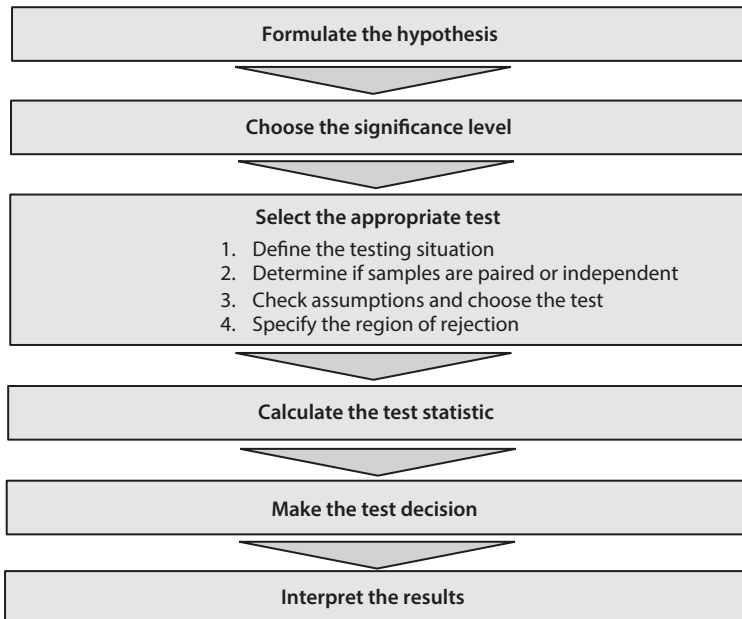 Formulate the hypothesis
Choose the significance level
Select the appropriate test
1. Define the testing situation
2. Determine if samples are paired or independent
3. Check assumptions and choose the test
4. Specify the region of rejection
Calculate the test statistic
Make the test decision
Interpret the results